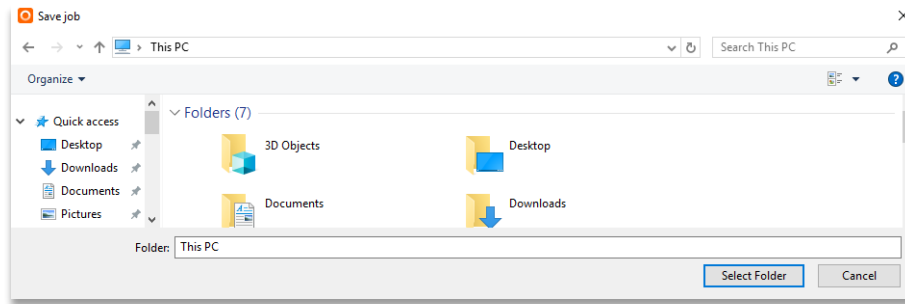 Save job
This PC
Search This PC
Organize
Quick access
Folders (7)
Desktop
3D Objects
Desktop
Downloads
Documents
Documents
Downloads
Pictures
Folder: This PC
Select Folder
Cancel